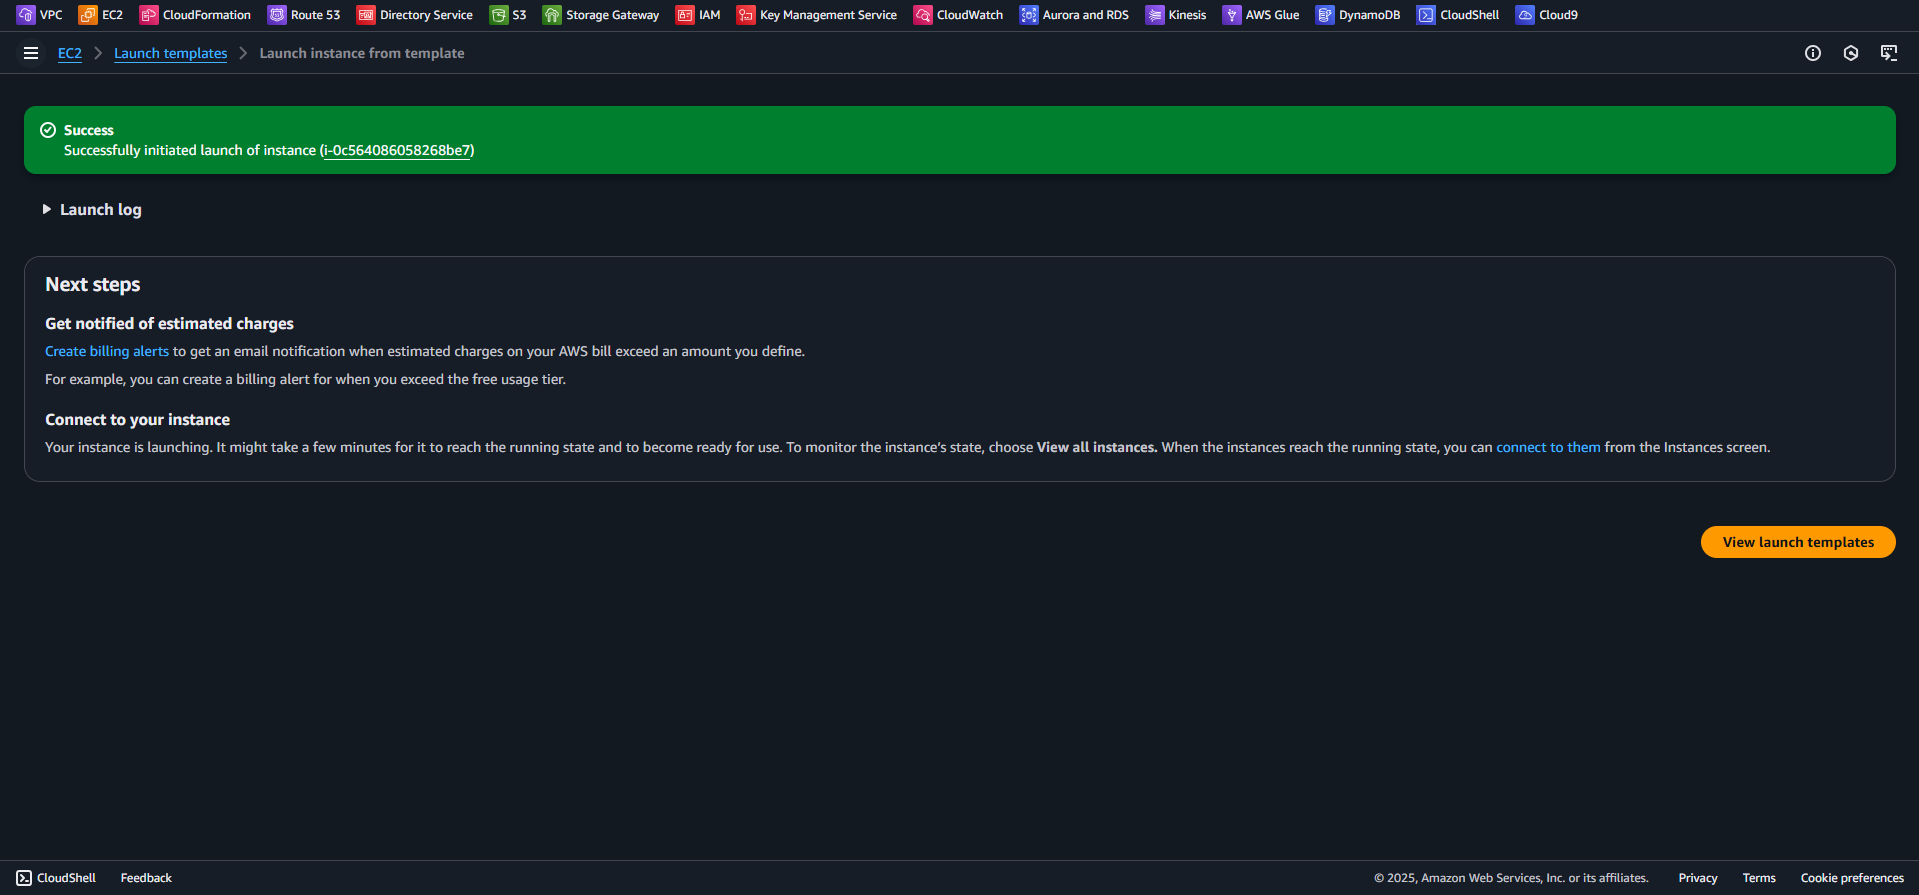 VPC EC2 CloudFormation Route 53 Directory Service S3 Storage Gateway IAM Key Management Service CloudWatch Aurora and RDS Kinesis AWS Glue DynamoDB CloudShell Cloud9
EC2 Launch templates Launch instance from template
Success
Successfully initiated launch of instance (i-0c564086058268be7)
Launch log
Next steps
Get notified of estimated charges
Create billing alerts to get an email notification when estimated charges on your AWS bill exceed an amount you define.
For example, you can create a billing alert for when you exceed the free usage tier.
Connect to your instance
Your instance is launching. It might take a few minutes for it to reach the running state and to become ready for use. To monitor the instance's state, choose View all instances. When the instances reach the running state, you can connect to them from the Instances screen.
View launch templates
CloudShell Feedback © 2025, Amazon Web Services, Inc. or its affiliates. Privacy Terms Cookie preferences